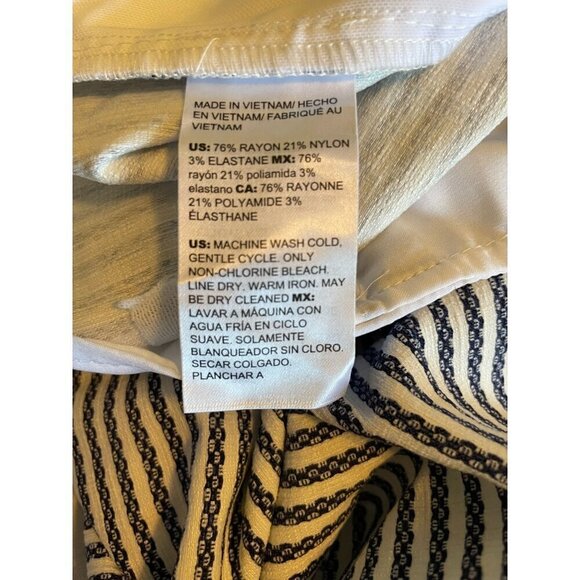 MADE IN VIETNAM/ HECHO
EN VIETNAM/ FABRIQUÉ AU
VIETNAM
US: 76% RAYON 21% NYLON
3% ELASTANE MX: 76%
rayón 21% poliamida 3%
elastano CA: 76% RAYONNE
21% POLYAMIDE 3%
ÉLASTHANE
US: MACHINE WASH COLD,
GENTLE CYCLE. ONLY
NON-CHLORINE BLEACH.
LINE DRY. WARM IRON. MAY
BE DRY CLEANED MX:
LAVAR A MÁQUINA CON
AGUA FRÍA EN CICLO
SUAVE. SOLAMENTE
BLANQUEADOR SIN CLORO.
SECAR COLGADO.
PLANCHAR A